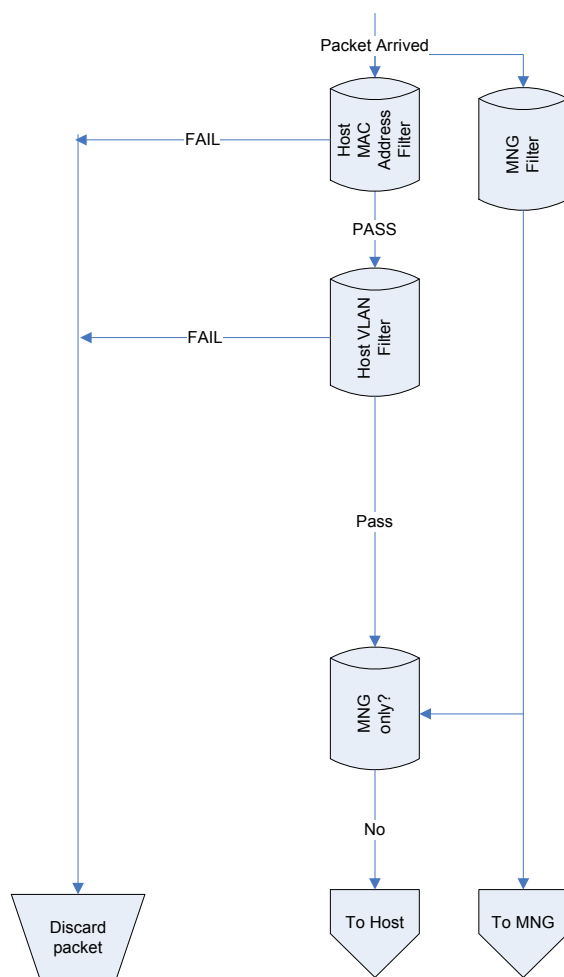 Packet Arrived
Host
MAC
Address
Filter
MNG
Filter
FAIL
PASS
Host VLAN
Filter
FAIL
Pass
MNG
only?
No
Discard
packet
To Host
To MNG